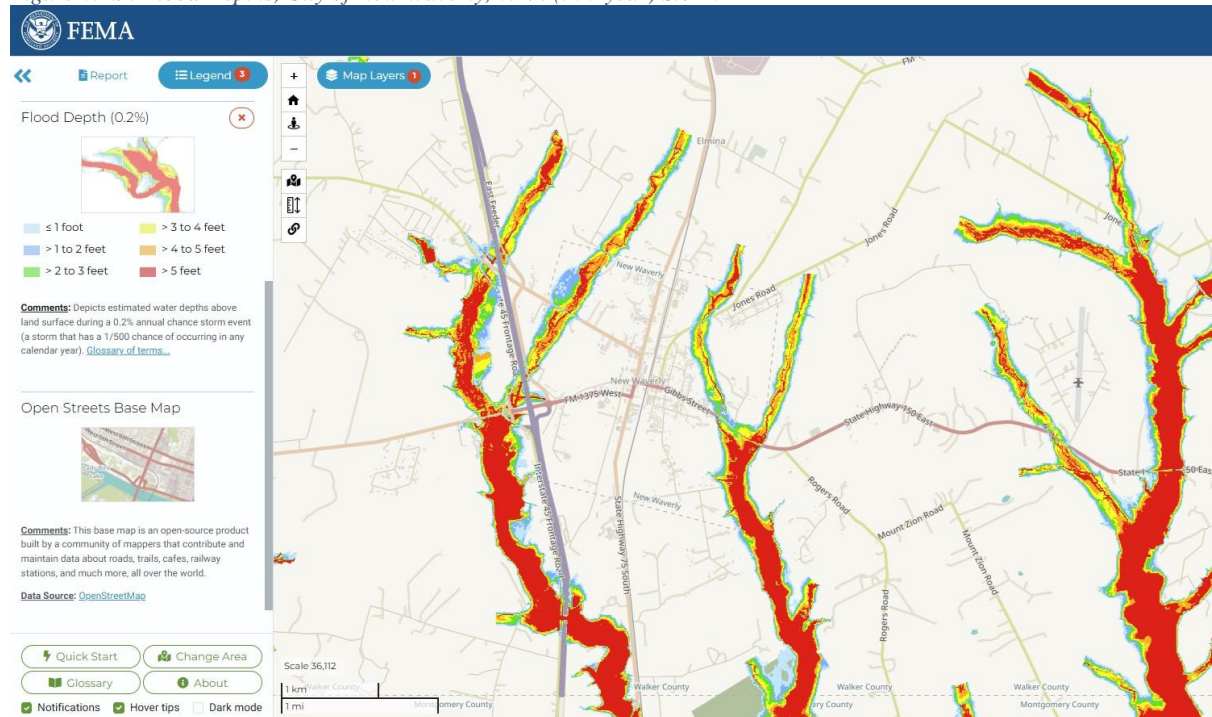 FEMA
Report
Legend 3
Map Layers 1
Flood Depth (0.2%)
≤ 1 foot
> 3 to 4 feet
> 1 to 2 feet
> 4 to 5 feet
> 2 to 3 feet
> 5 feet
Comments: Depicts estimated water depths above
land surface during a 0.2% annual chance storm event
(a storm that has a 1/500 chance of occurring in any
calendar year). Glossary of terms...
Open Streets Base Map
Comments: This base map is an open-source product
built by a community of mappers that contribute and
maintain data about roads, trails, cafes, railway
stations, and much more, all over the world.
Data Source: OpenStreetMap
Quick Start
Change Area
Glossary
About
Notifications
Hover tips
Dark mode
Elmina
East Feeder
New Waverly
Jones Road
Jones Road
Jones
New Waverly
FM-1375 West
Gibbs Street
State Highway 150 East
50 East
Interstate 45 Frontage Road
State Highway 75 South
New Waverly
Rogers Road
Mount Zion Road
Mount Zion Road
Rogers Road
Scale 36,112
1 km
1 mi
Walker County
Walker County
Walker County
Walker County
Montgomery County